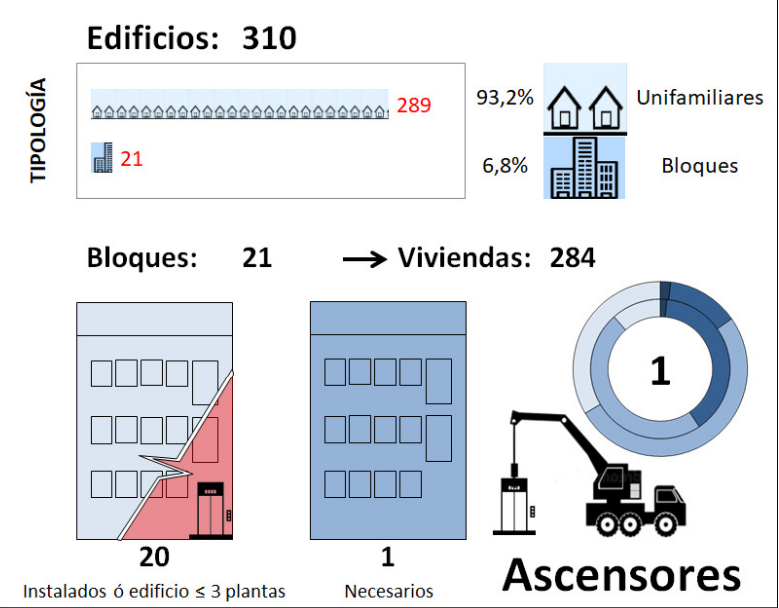 Edificios: 310
TIPOLOGÍA
289
93,2%
Unifamiliares
21
6,8%
Bloques
Bloques: 21 → Viviendas: 284
1
20
1
Instalados ó edificio ≤ 3 plantas
Necesarios
Ascensores